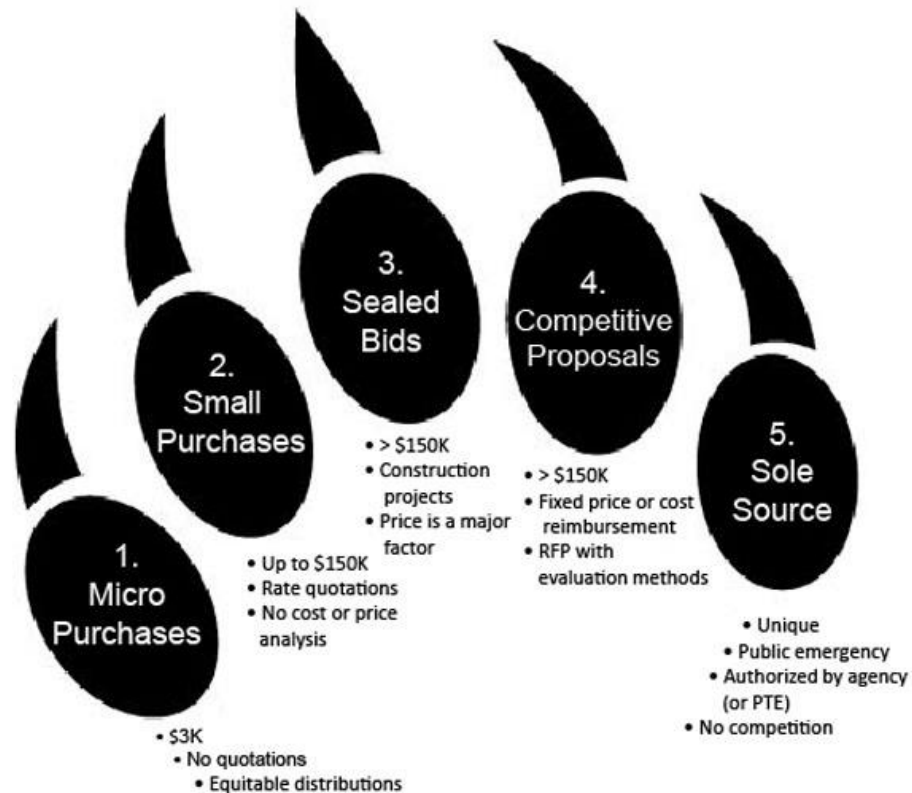 1.
Micro
Purchases
• $3K
• No quotations
• Equitable distributions
2.
Small
Purchases
• Up to $150K
• Rate quotations
• No cost or price
analysis
3.
Sealed
Bids
• > $150K
• Construction
projects
• Price is a major
factor
4.
Competitive
Proposals
• > $150K
• Fixed price or cost
reimbursement
• RFP with
evaluation methods
5.
Sole
Source
• Unique
• Public emergency
• Authorized by agency
(or PTE)
• No competition